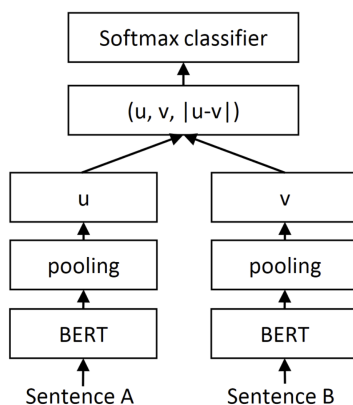 Softmax classifier
(u, v, |u-v|)
u
v
pooling
pooling
BERT
BERT
Sentence A
Sentence B